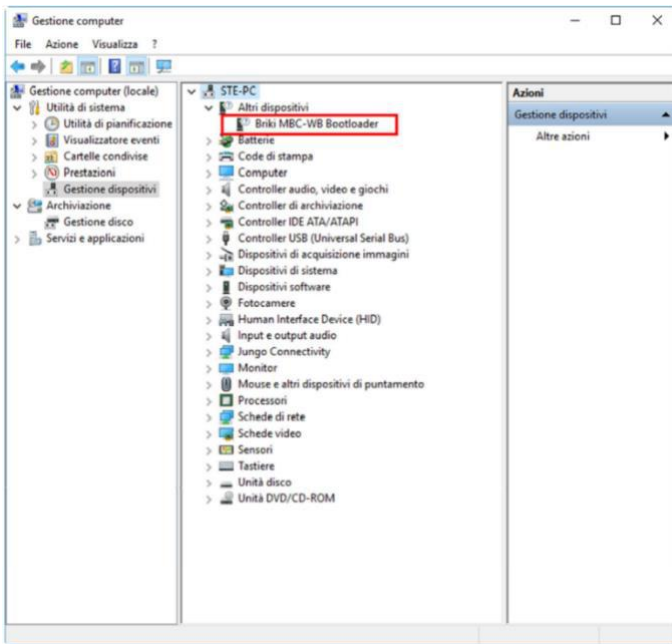 Gestione computer
File Azione Visualizza ?
Gestione computer (locale)
Utilità di sistema
Utilità di pianificazione
Visualizzatore eventi
Cartelle condivise
Prestazioni
Gestione dispositivi
Archiviazione
Gestione disco
Servizi e applicazioni
STE-PC
Altri dispositivi
Briki MBC-WB Bootloader
Batterie
Code di stampa
Computer
Controller audio, video e giochi
Controller di archiviazione
Controller IDE ATA/ATAPI
Controller USB (Universal Serial Bus)
Dispositivi di acquisizione immagini
Dispositivi di sistema
Dispositivi software
Fotocamere
Human Interface Device (HID)
Input e output audio
Jungo Connectivity
Monitor
Mouse e altri dispositivi di puntamento
Processori
Schede di rete
Schede video
Sensori
Tastiere
Unità disco
Unità DVD/CD-ROM
Azioni
Gestione dispositivi
Altre azioni